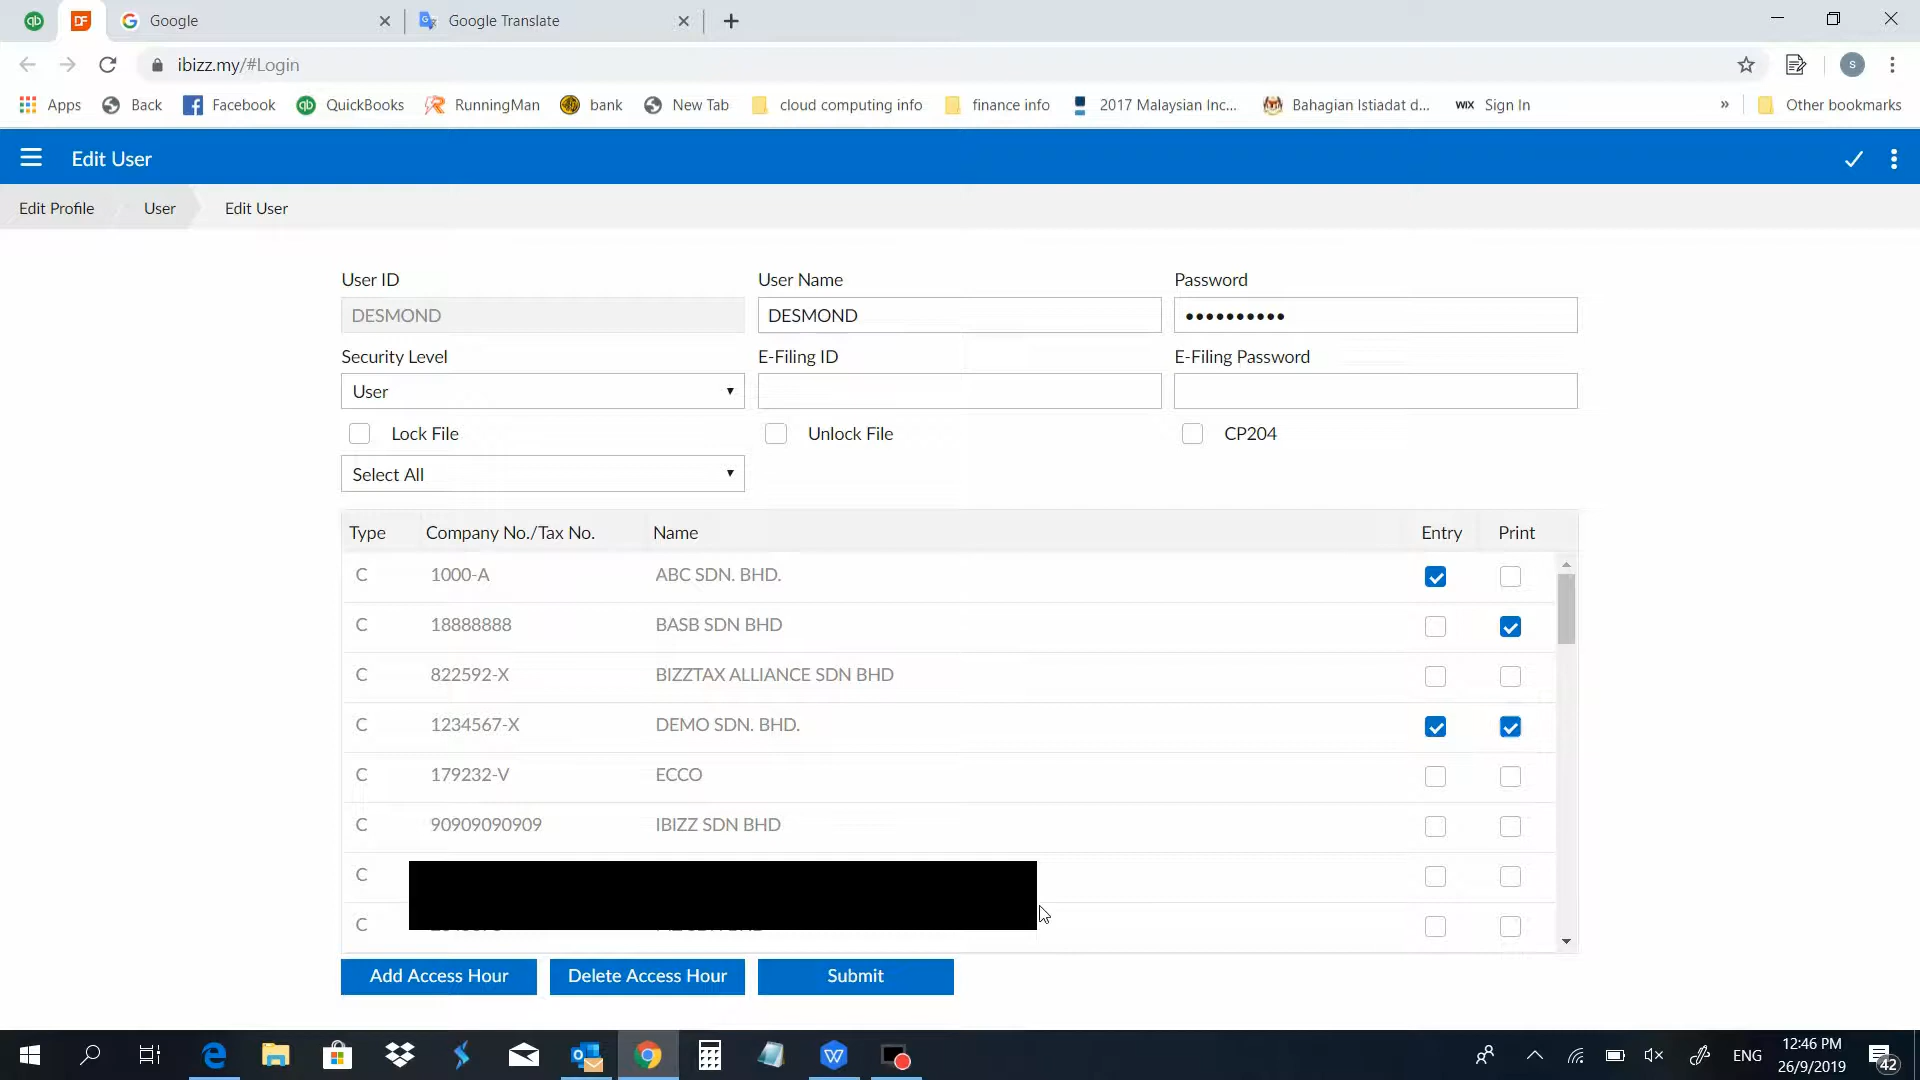 qb
DF
Google
Google Translate
ibizz.my/#Login
S
Apps
Back
Facebook
qb
QuickBooks
RunningMan
bank
New Tab
cloud computing info
finance info
2017 Malaysian Inc...
Bahagian Istiadat d...
WIX
Sign In
»
Other bookmarks
Edit User
Edit Profile
User
Edit User
User ID
User Name
Password
DESMOND
DESMOND
••••••••••
Security Level
E-Filing ID
E-Filing Password
User
Lock File
Unlock File
CP204
Select All
Type Company No./Tax No. Name Entry Print
C 1000-A ABC SDN. BHD.
C 18888888 BASB SDN BHD
C 822592-X BIZZTAX ALLIANCE SDN BHD
C 1234567-X DEMO SDN. BHD.
C 179232-V ECCO
C 90909090909 IBIZZ SDN BHD
C
C
Add Access Hour
Delete Access Hour
Submit
ENG
12:46 PM
26/9/2019
42